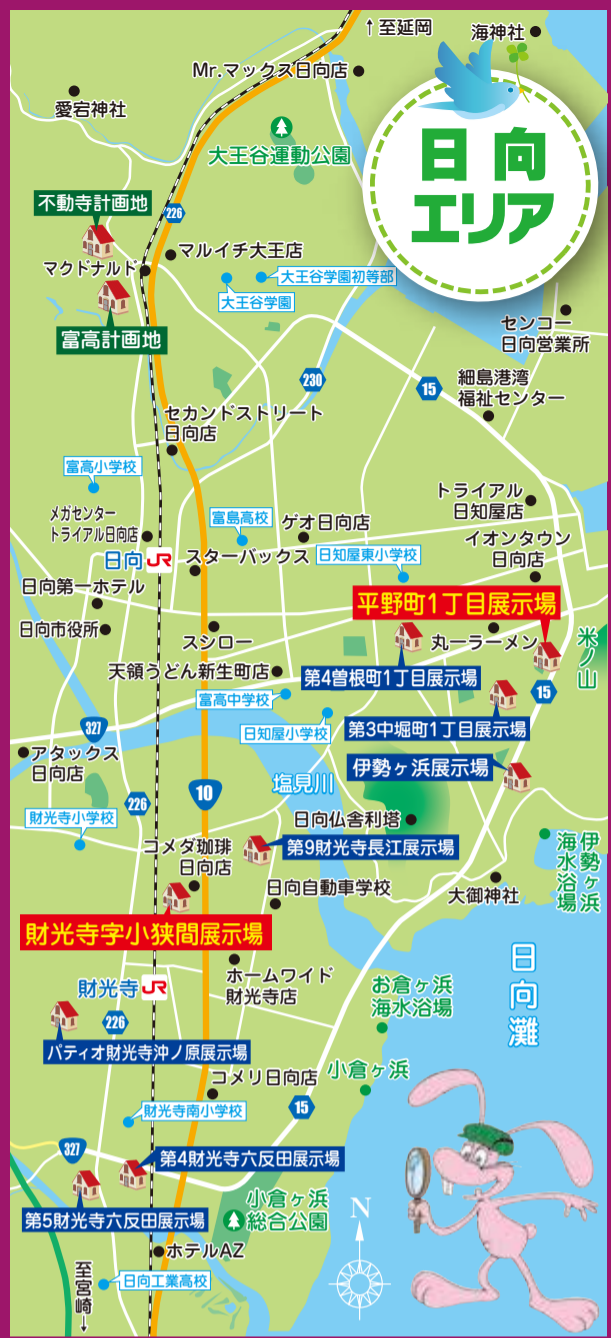 ↑至延岡
海神社
Mr.マックス日向店
愛宕神社
日向
エリア
大王谷運動公園
不動寺計画地
226
マルイチ大王店
マクドナルド
大王谷学園初等部
大王谷学園
富高計画地
センコー
日向営業所
230
15
細島港湾
福祉センター
セカンドストリート
日向店
富高小学校
トライアル
日知屋店
メガセンター
トライアル日向店
富島高校
ゲオ日向店
イオンタウン
日向店
日向 JR
スターバックス
日知屋東小学校
日向第一ホテル
平野町1丁目展示場
日向市役所
スシロー
丸一ラーメン
米ノ山
天領うどん新生町店
第4曽根町1丁目展示場
富高中学校
15
日知屋小学校
第3中堀町1丁目展示場
327
アタックス
日向店
伊勢ヶ浜展示場
塩見川
226
10
財光寺小学校
日向仏舎利塔
伊勢ヶ浜
海水浴場
コメダ珈琲
日向店
第9財光寺長江展示場
日向自動車学校
大御神社
財光寺字小狭間展示場
日向灘
ホームワイド
財光寺店
財光寺 JR
お倉ヶ浜
海水浴場
226
パティオ財光寺沖ノ原展示場
小倉ヶ浜
コメリ日向店
財光寺南小学校
15
327
第4財光寺六反田展示場
第5財光寺六反田展示場
小倉ヶ浜
総合公園
N
ホテルAZ
至宮崎↓
日向工業高校